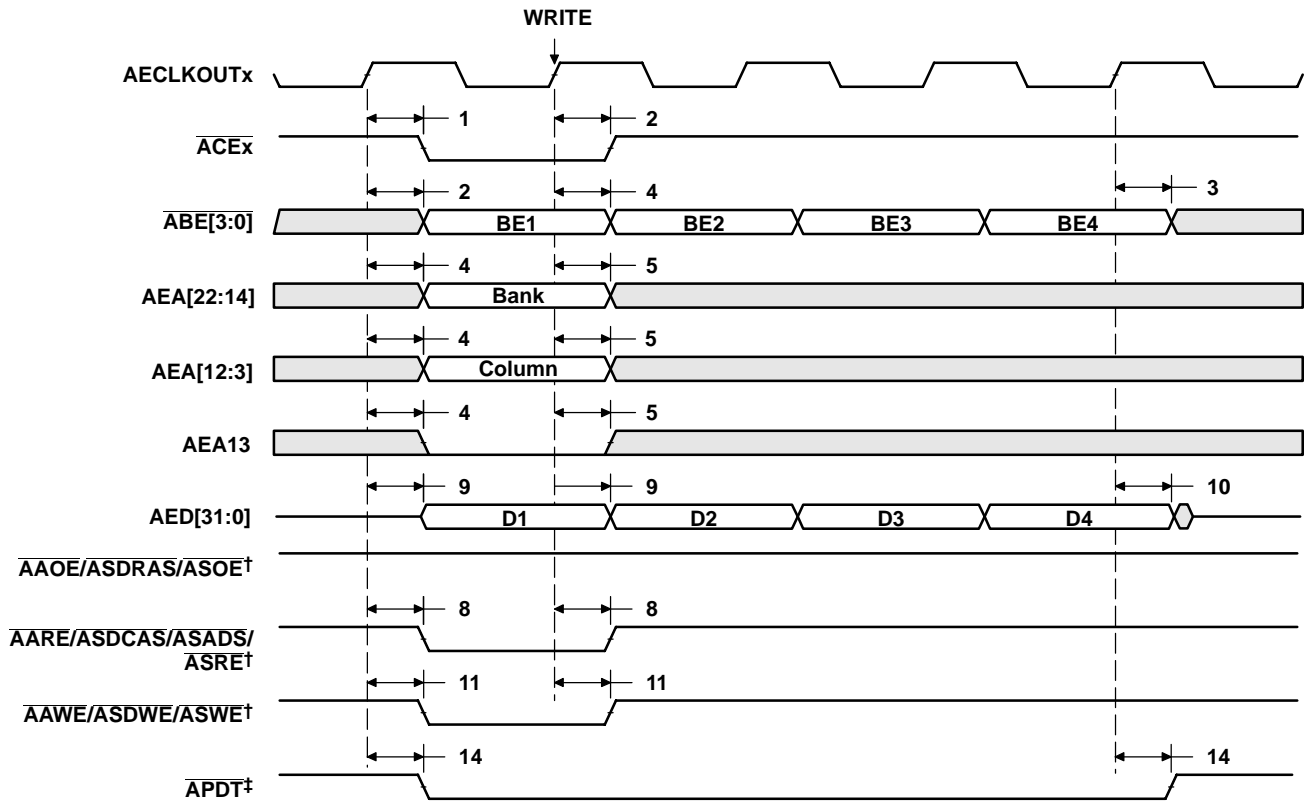 WRITE
AECLKOUTx
1 2
ACEx
2 4 3
ABE[3:0] BE1 BE2 BE3 BE4
4 5
AEA[22:14] Bank
4 5
AEA[12:3] Column
4 5
AEA13
9 9 10
AED[31:0] D1 D2 D3 D4
AAOE/ASDRAS/ASOE†
8 8
AARE/ASDCAS/ASADS/
ASRE†
11 11
AAWE/ASDWE/ASWE†
14 14
APDT‡